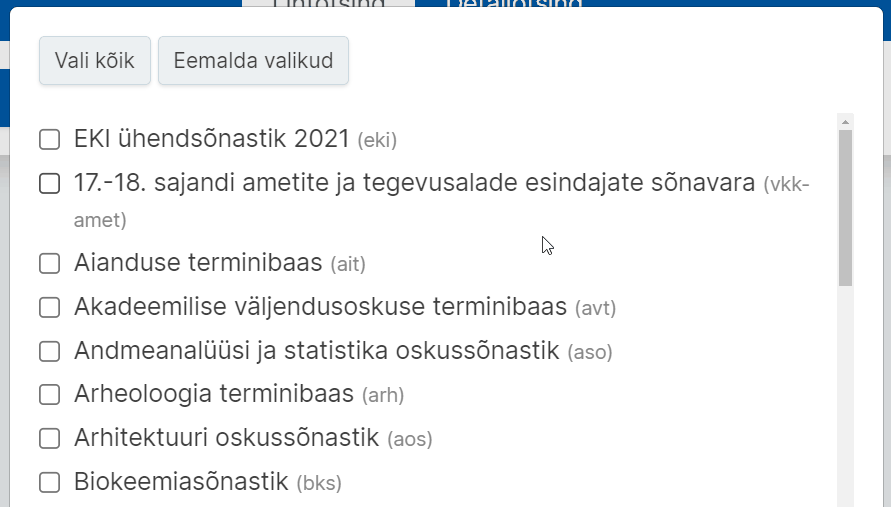 Detailotsing
Vali kõik Eemalda valikud
EKI ühendsõnastik 2021 (eki)
17.-18. sajandi ametite ja tegevusalade esindajate sõnavara (vkk-
amet)
Aianduse terminibaas (ait)
Akadeemilise väljendusoskuse terminibaas (avt)
Andmeanalüüsi ja statistika oskussõnastik (aso)
Arheoloogia terminibaas (arh)
Arhitektuuri oskussõnastik (aos)
Biokeemiasõnastik (bks)